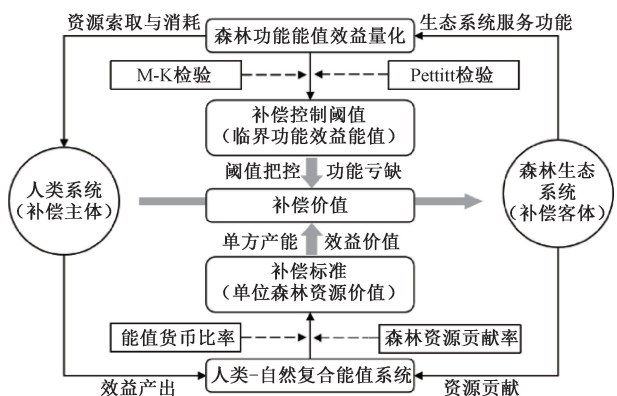 资源索取与消耗
森林功能能值效益量化
生态系统服务功能
M-K检验
Pettitt检验
补偿控制阈值
（临界功能效益能值）
阈值把控
功能亏缺
人类系统
（补偿主体）
补偿价值
森林生态
系统
（补偿客体）
单方产能
效益价值
补偿标准
（单位森林资源价值）
能值货币比率
森林资源贡献率
效益产出
人类-自然复合能值系统
资源贡献